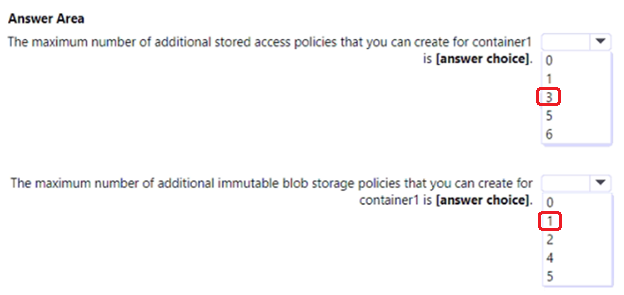 Answer Area
The maximum number of additional stored access policies that you can create for container1
is [answer choice].
0
1
3
5
6
The maximum number of additional immutable blob storage policies that you can create for
container1 is [answer choice].
0
1
2
4
5